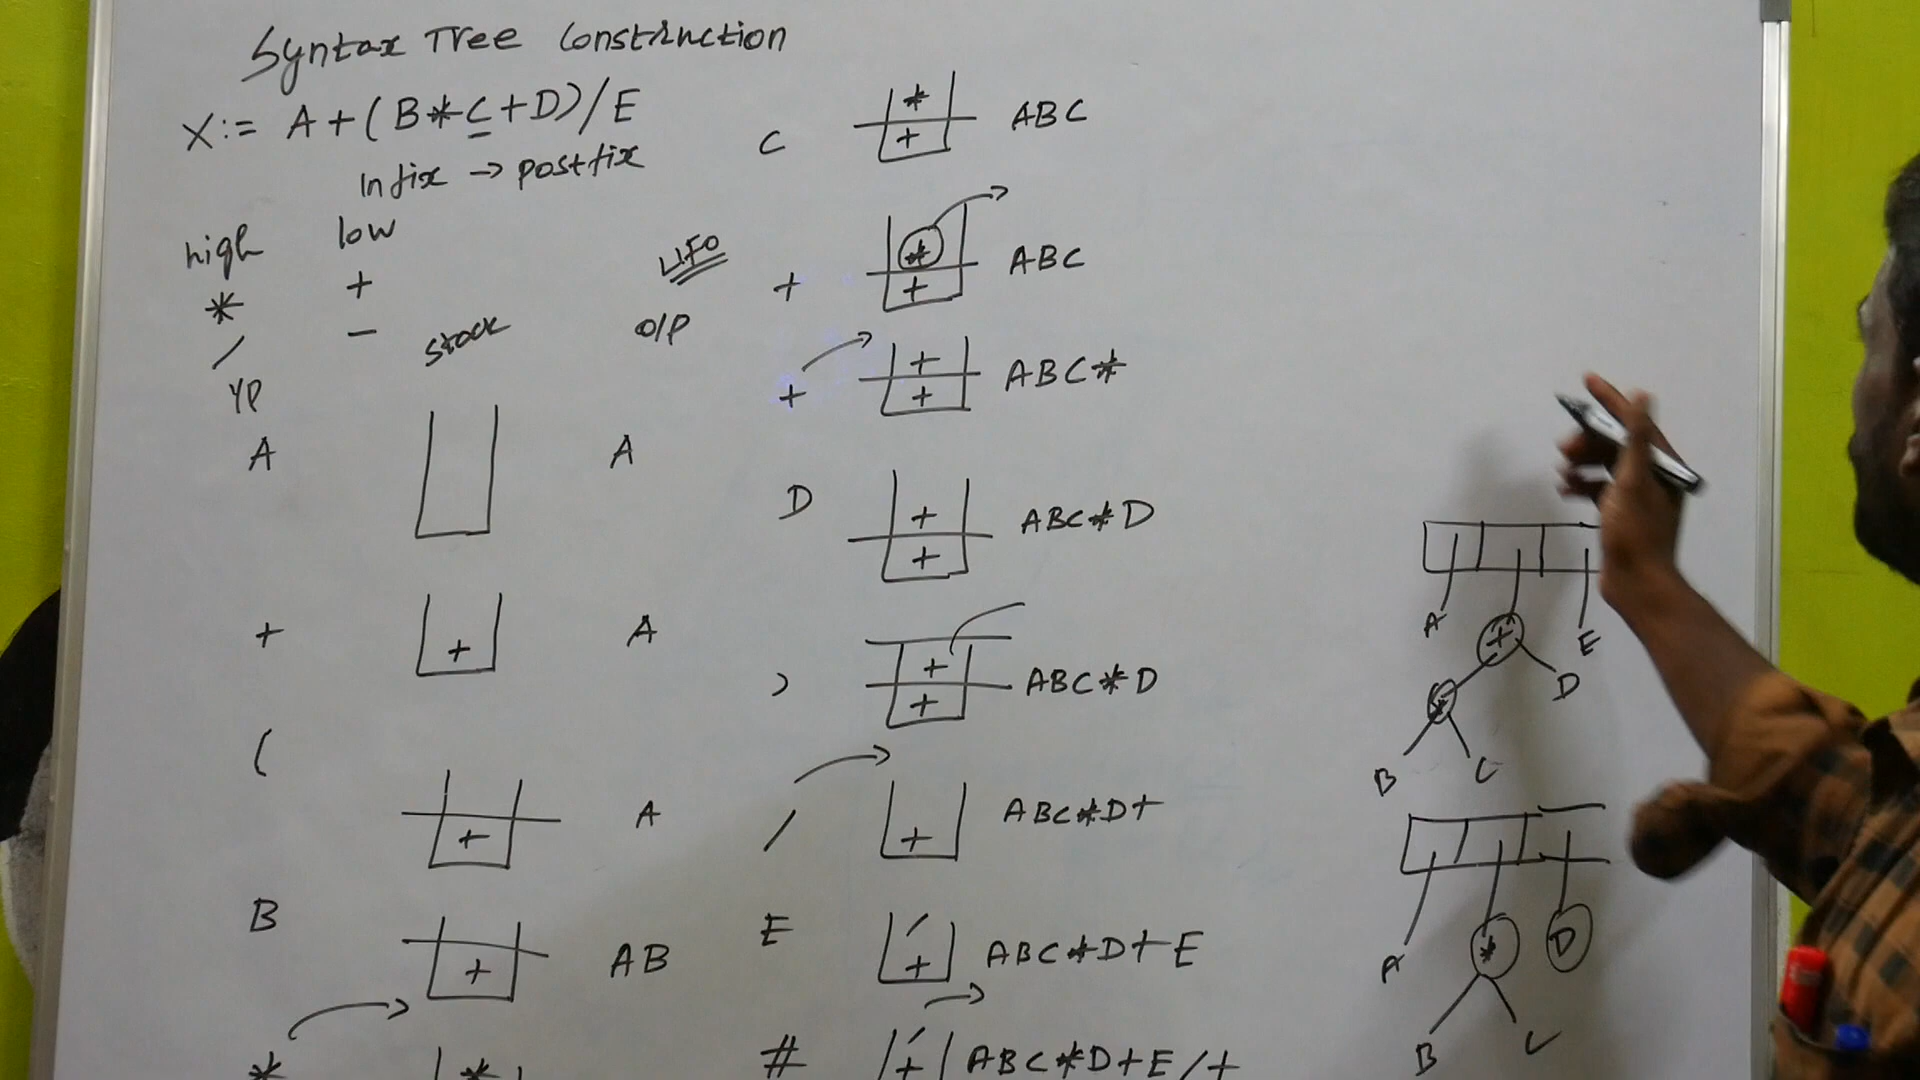 Syntax Tree Construction
X:= A+(B*C+D)/E
Infix → postfix
high low
* +
/ −
I/P stack O/P
LIFO
A A
+ + A
(
+ A
B + AB
* *
C * + ABC
+ * + ABC
+ + + ABC*
D + + ABC*D
) + + ABC*D
/ + ABC*D+
E / + ABC*D+E
# / + ABC*D+E/+
A + E
* D
B C
A * D
B C